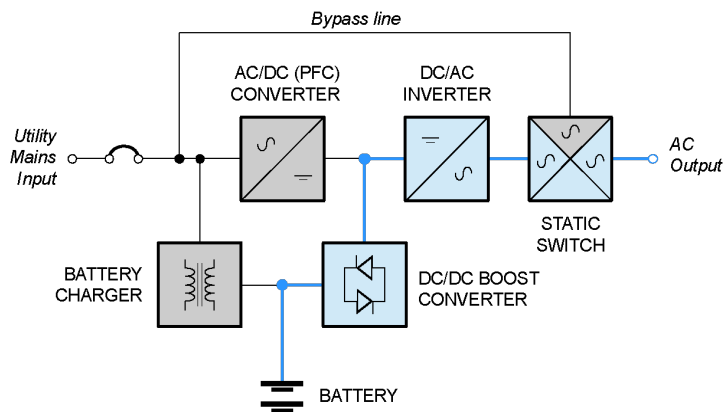 Bypass line
AC/DC (PFC)
CONVERTER
DC/AC
INVERTER
Utility
Mains
Input
AC
Output
STATIC
SWITCH
BATTERY
CHARGER
DC/DC BOOST
CONVERTER
BATTERY